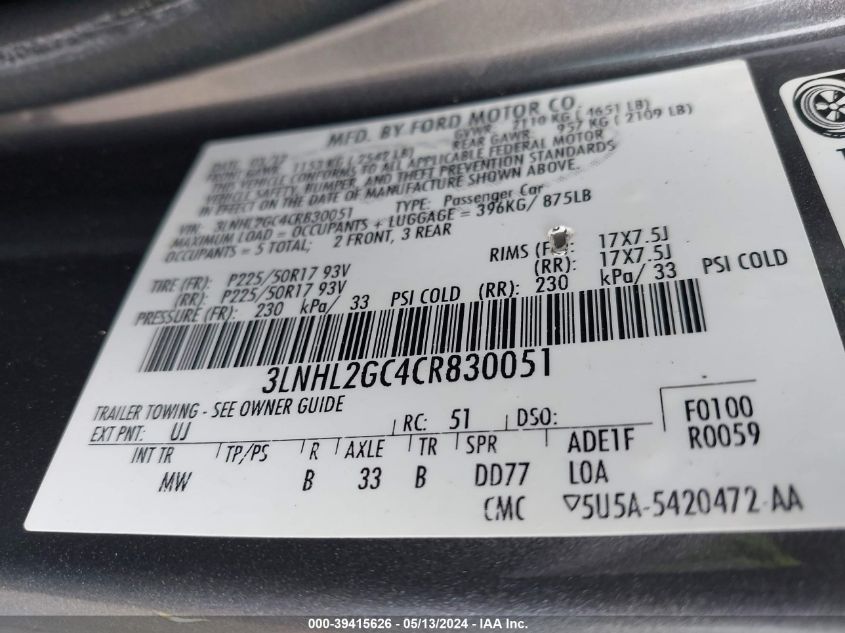 MFD. BY FORD MOTOR CO.
DATE: 03/12 GVWR: 2110 KG ( 4651 LB)
FRONT GAWR: 1153 KG ( 2542 LB) REAR GAWR: 957 KG ( 2109 LB)
THIS VEHICLE CONFORMS TO ALL APPLICABLE FEDERAL MOTOR
VEHICLE SAFETY, BUMPER, AND THEFT PREVENTION STANDARDS
IN EFFECT ON THE DATE OF MANUFACTURE SHOWN ABOVE.
VIN: 3LNHL2GC4CR830051 TYPE: Passenger Car
MAXIMUM LOAD = OCCUPANTS + LUGGAGE = 396KG/ 875LB
OCCUPANTS = 5 TOTAL; 2 FRONT, 3 REAR
TIRE (FR): P225/50R17 93V RIMS 17X7.5J
(RR): P225/50R17 93V (RR): 17X7.5J
PRESSURE (FR): 230 kPa/ 33 PSI COLD (RR): 230 kPa/ 33 PSI COLD
3LNHL2GC4CR830051
TRAILER TOWING - SEE OWNER GUIDE
EXT PNT: UJ RC: 51 DSO: F0100
INT TR TP/PS R AXLE TR SPR ADE1F R0059
MW B 33 B DD77 LOA
CMC 5U5A-5420472-AA
000-39415626 - 05/13/2024 - IAA Inc.